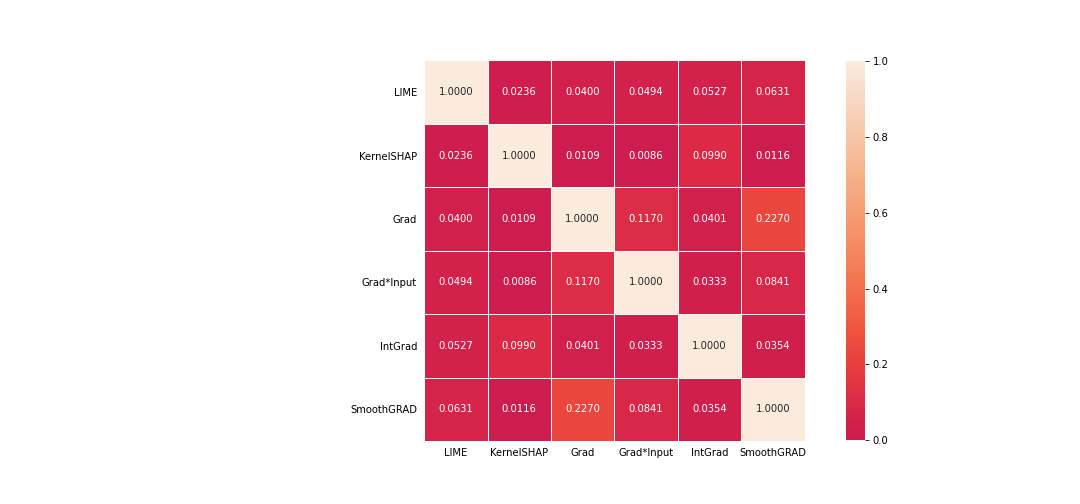 1.0
LIME 1.0000 0.0236 0.0400 0.0494 0.0527 0.0631
0.8
KernelSHAP 0.0236 1.0000 0.0109 0.0086 0.0990 0.0116
0.6
Grad 0.0400 0.0109 1.0000 0.1170 0.0401 0.2270
Grad*Input 0.0494 0.0086 0.1170 1.0000 0.0333 0.0841
0.4
IntGrad 0.0527 0.0990 0.0401 0.0333 1.0000 0.0354
0.2
SmoothGRAD 0.0631 0.0116 0.2270 0.0841 0.0354 1.0000
0.0
LIME KernelSHAP Grad Grad*Input IntGrad SmoothGRAD